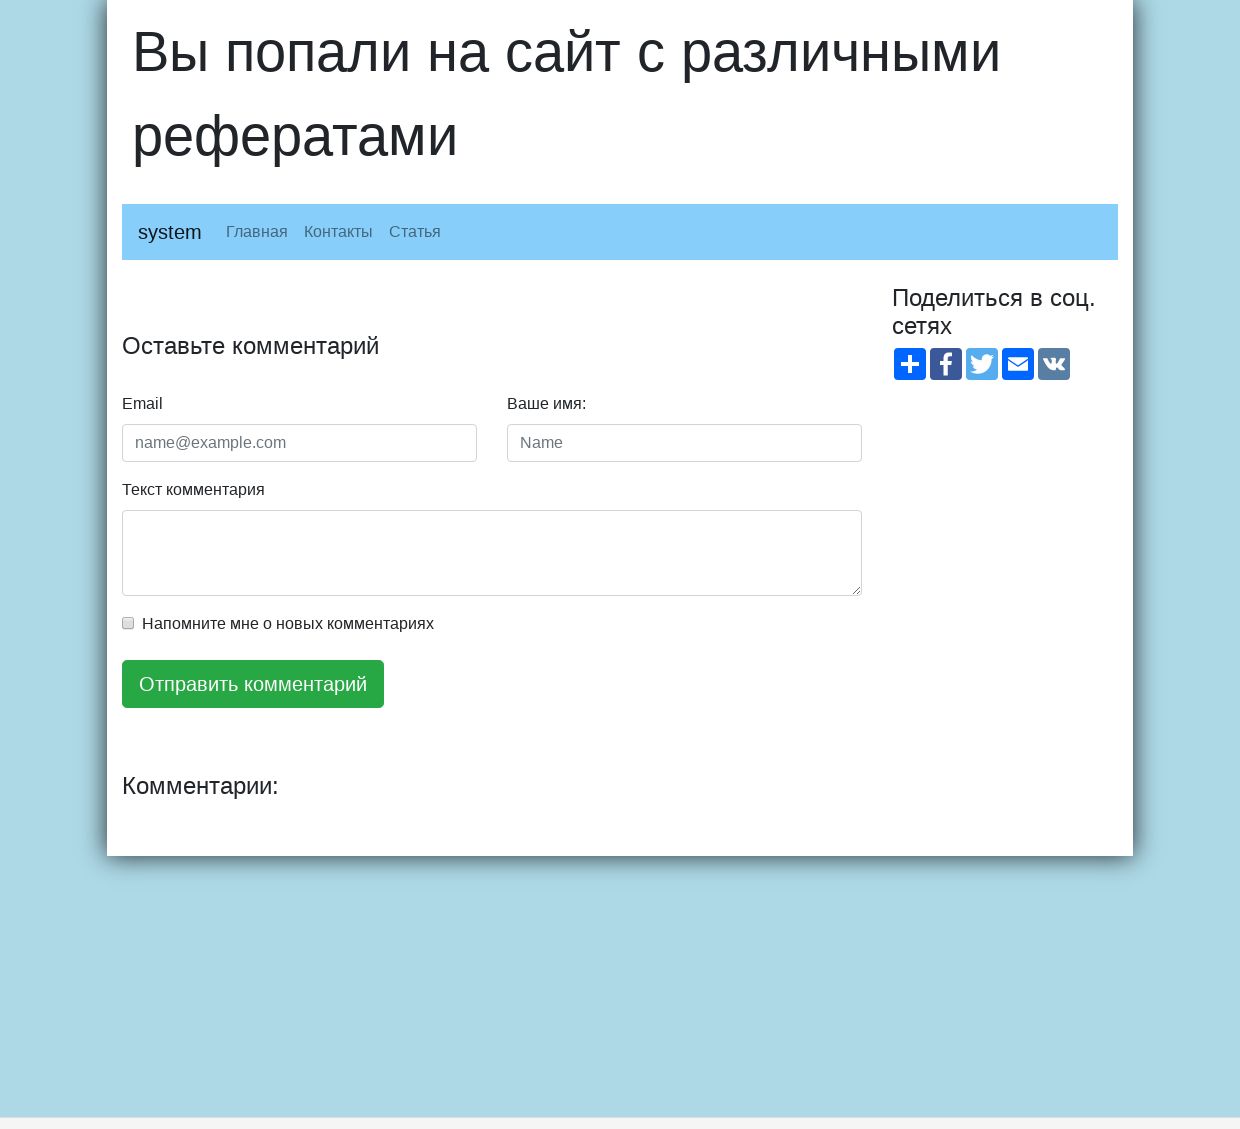 Вы попали на сайт с различными
рефератами
system Главная Контакты Статья
Поделиться в соц.
сетях
Оставьте комментарий
Email Ваше имя:
name@example.com Name
Текст комментария
Напомните мне о новых комментариях
Отправить комментарий
Комментарии: